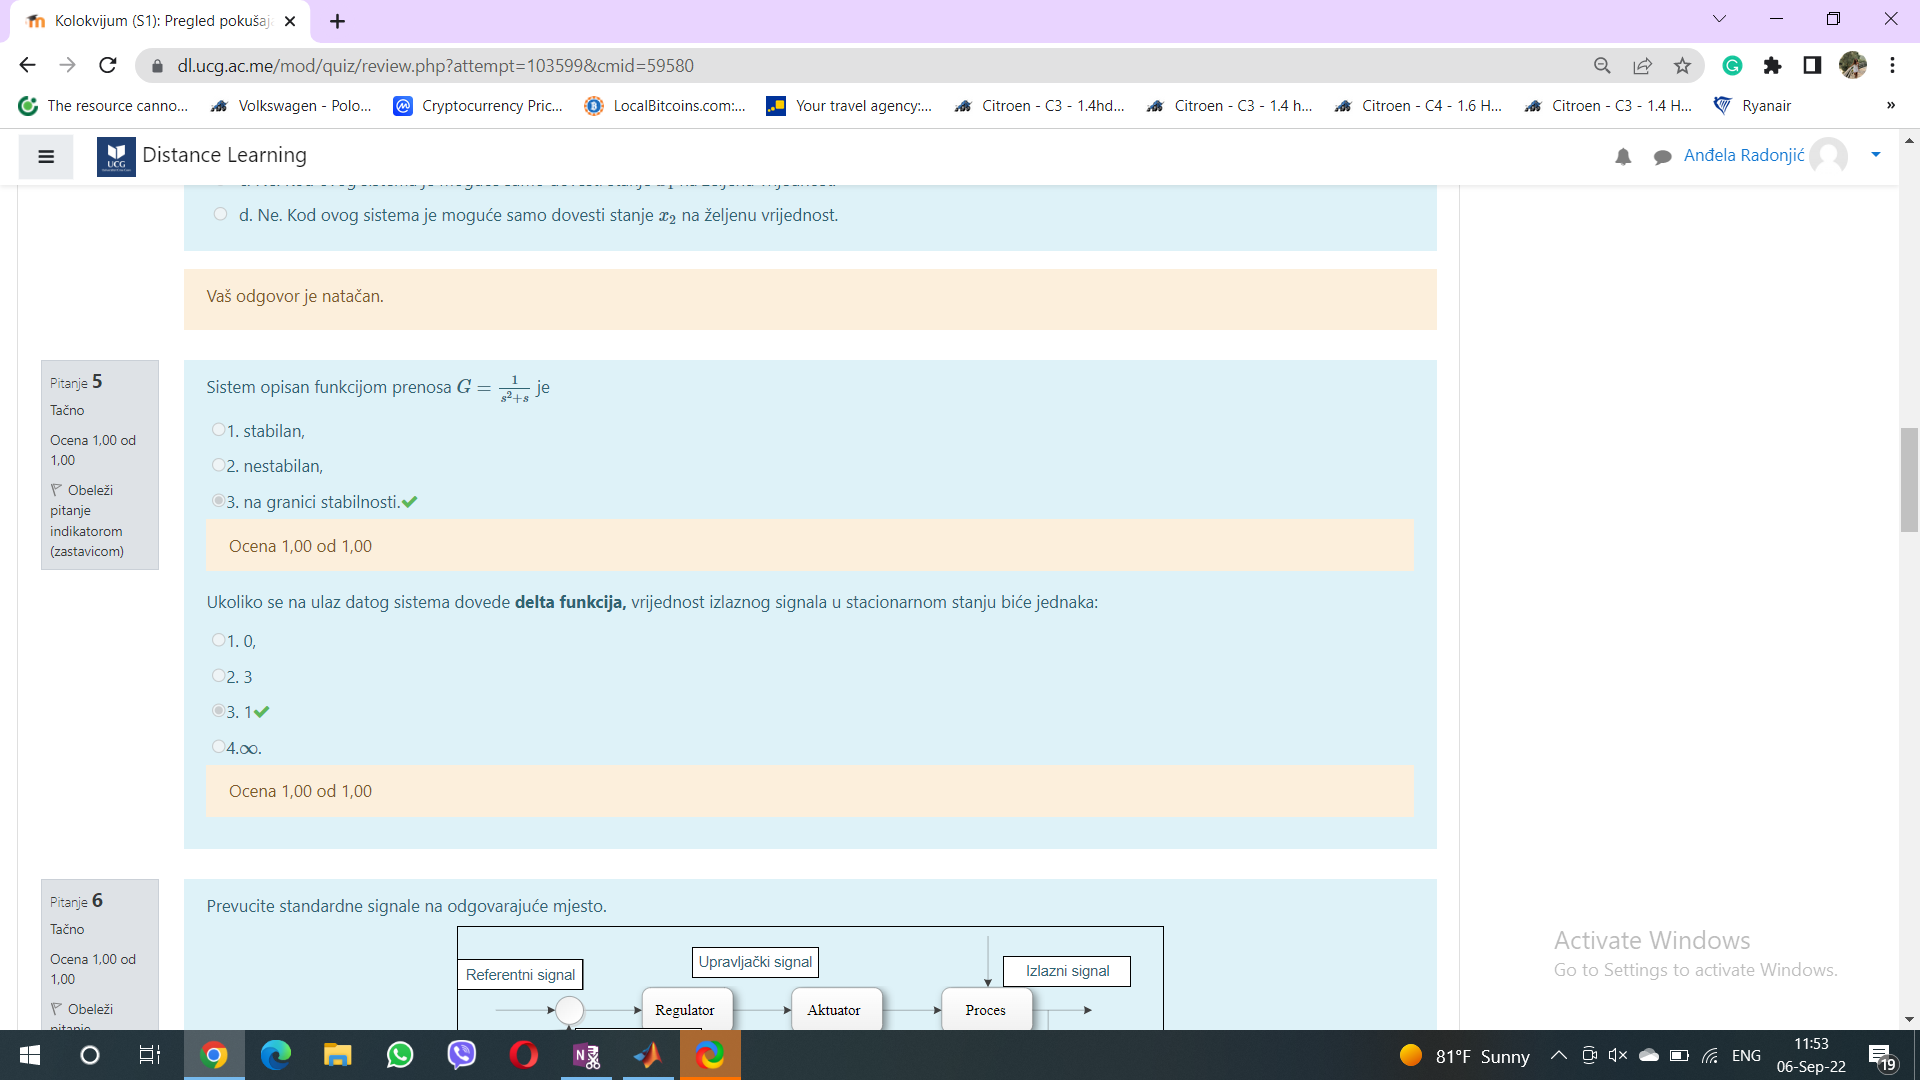 Kolokvijum (S1): Pregled pokušaj
dl.ucg.ac.me/mod/quiz/review.php?attempt=103599&cmid=59580
The resource canno...
Volkswagen - Polo...
Cryptocurrency Pric...
LocalBitcoins.com:...
Your travel agency:...
Citroen - C3 - 1.4hd...
Citroen - C3 - 1.4 h...
Citroen - C4 - 1.6 H...
Citroen - C3 - 1.4 H...
Ryanair
»
UCG
Distance Learning
Anđela Radonjić
d. Ne. Kod ovog sistema je moguće samo dovesti stanje x₂ na željenu vrijednost.
Vaš odgovor je natačan.
Pitanje 5
Tačno
Ocena 1,00 od
1,00
Obeleži
pitanje
indikatorom
(zastavicom)
Sistem opisan funkcijom prenosa G = 1/(s²+s) je
1. stabilan,
2. nestabilan,
3. na granici stabilnosti.
Ocena 1,00 od 1,00
Ukoliko se na ulaz datog sistema dovede delta funkcija, vrijednost izlaznog signala u stacionarnom stanju biće jednaka:
1. 0,
2. 3
3. 1
4.∞.
Ocena 1,00 od 1,00
Pitanje 6
Tačno
Ocena 1,00 od
1,00
Obeleži
Prevucite standardne signale na odgovarajuće mjesto.
Referentni signal
Upravljački signal
Izlazni signal
Regulator
Aktuator
Proces
Activate Windows
Go to Settings to activate Windows.
81°F Sunny
ENG
11:53
06-Sep-22
19